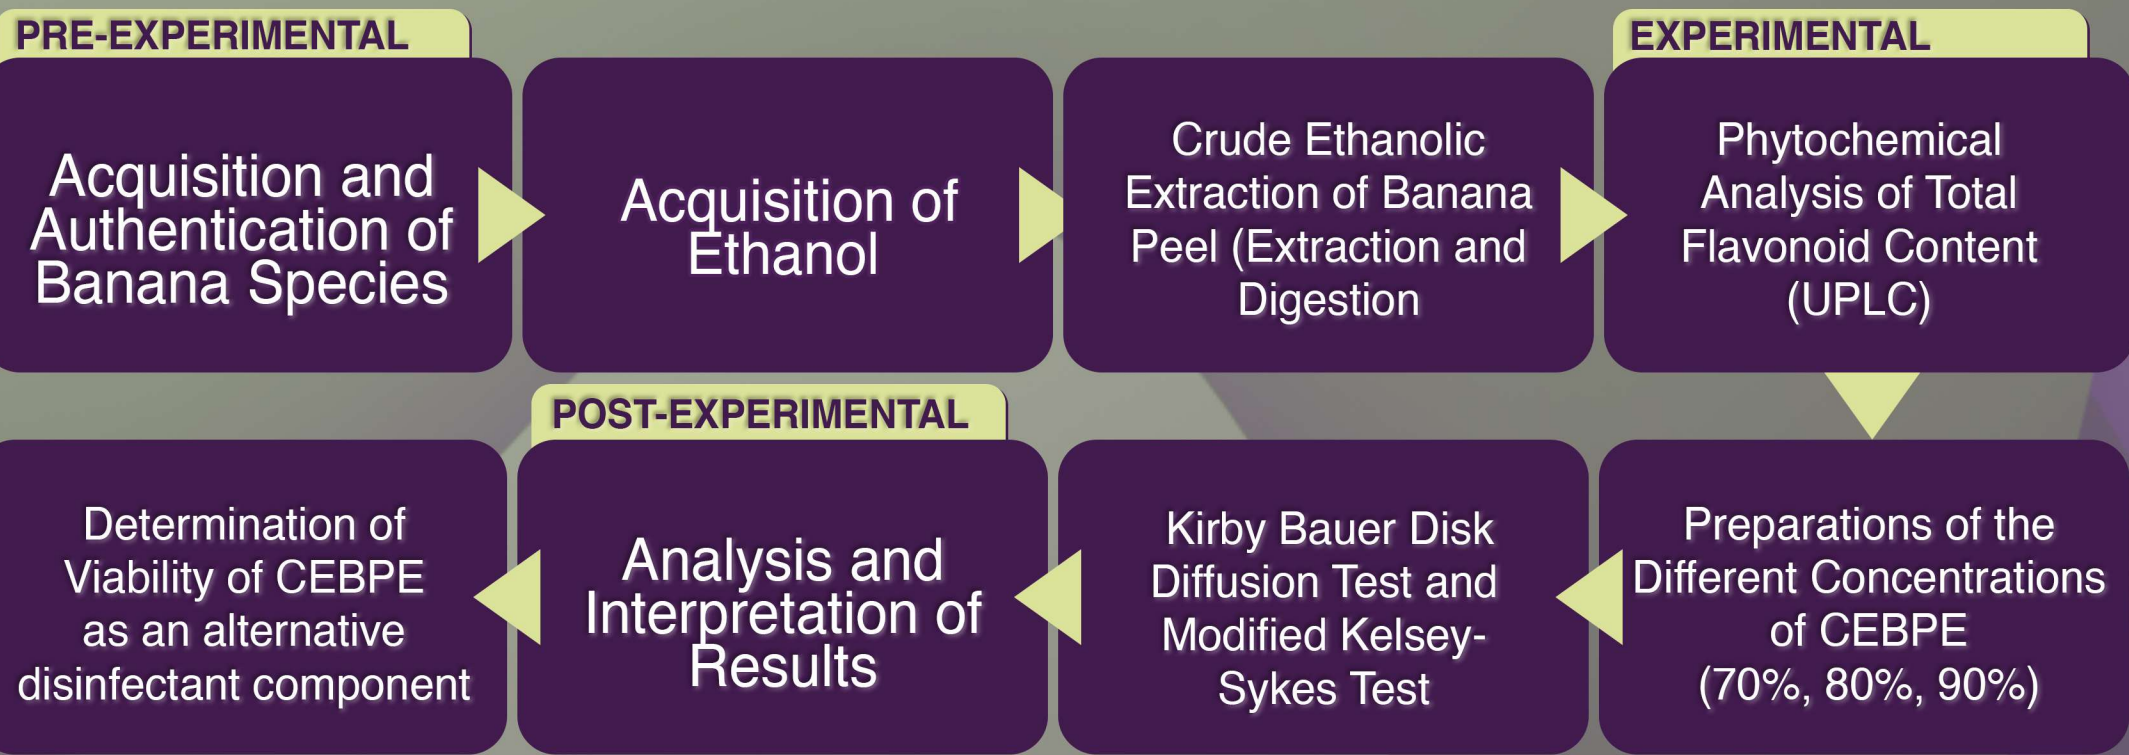 PRE-EXPERIMENTAL
Acquisition and
Authentication of
Banana Species
Acquisition of
Ethanol
Crude Ethanolic
Extraction of Banana
Peel (Extraction and
Digestion
EXPERIMENTAL
Phytochemical
Analysis of Total
Flavonoid Content
(UPLC)
Preparations of the
Different Concentrations
of CEBPE
(70%, 80%, 90%)
Kirby Bauer Disk
Diffusion Test and
Modified Kelsey-
Sykes Test
POST-EXPERIMENTAL
Analysis and
Interpretation of
Results
Determination of
Viability of CEBPE
as an alternative
disinfectant component